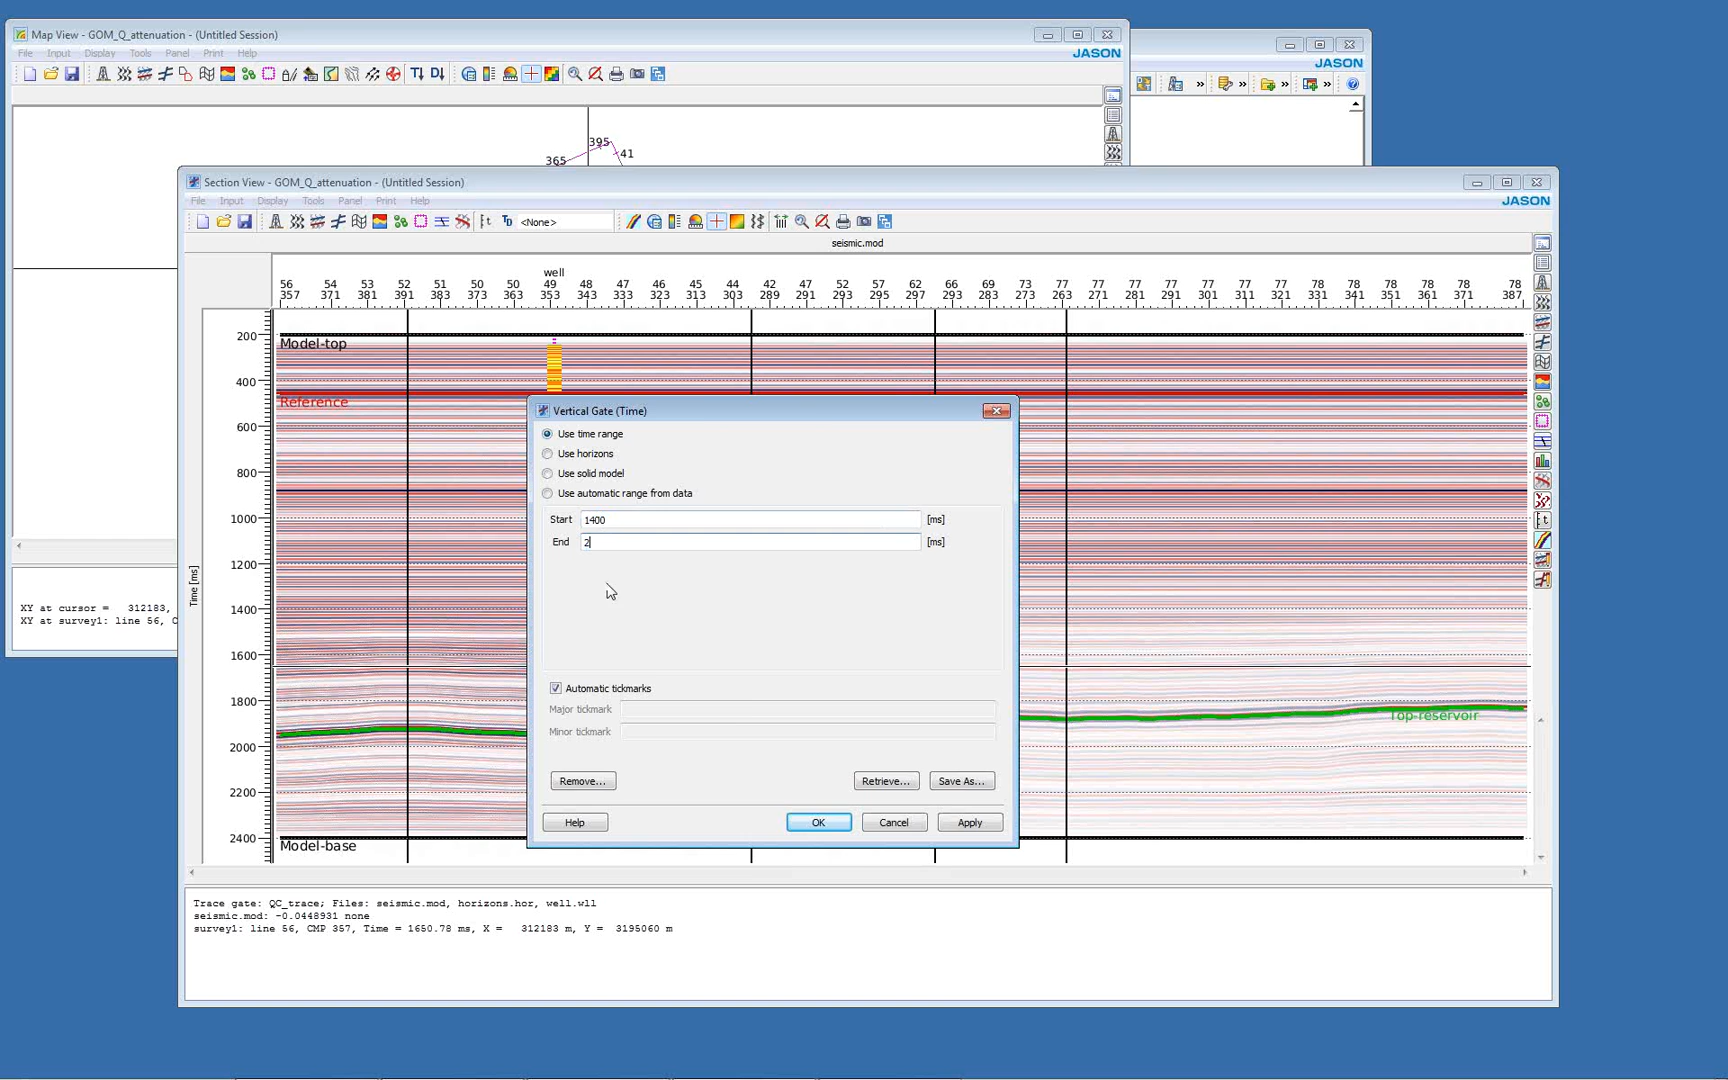 Map View - GOM_Q_attenuation - (Untitled Session)
File Input Display Tools Panel Print Help
JASON
JASON
395
41
365
Section View - GOM_Q_attenuation - (Untitled Session)
File Input Display Tools Panel Print Help
JASON
<None>
seismic.mod
well
56 54 53 52 51 50 50 49 48 47 46 45 44 42 47 52 57 62 66 69 73 77 77 77 77 77 78 78 78 78 78 78
357 371 381 391 383 373 363 353 343 333 323 313 303 289 291 293 295 297 293 283 273 263 271 281 291 301 311 321 331 341 351 361 371 387
200
Model-top
400
Reference
600
800
1000
1200
1400
1600
1800
2000
2200
2400
Time [ms]
Top-reservoir
Model-base
Vertical Gate (Time)
Use time range
Use horizons
Use solid model
Use automatic range from data
Start 1400 [ms]
End 2 [ms]
Automatic tickmarks
Major tickmark
Minor tickmark
Remove... Retrieve... Save As...
Help OK Cancel Apply
XY at cursor = 312183,
XY at survey1: line 56, C
Trace gate: QC_trace; Files: seismic.mod, horizons.hor, well.wll
seismic.mod: -0.0448931 none
survey1: line 56, CMP 357, Time = 1650.78 ms, X = 312183 m, Y = 3195060 m